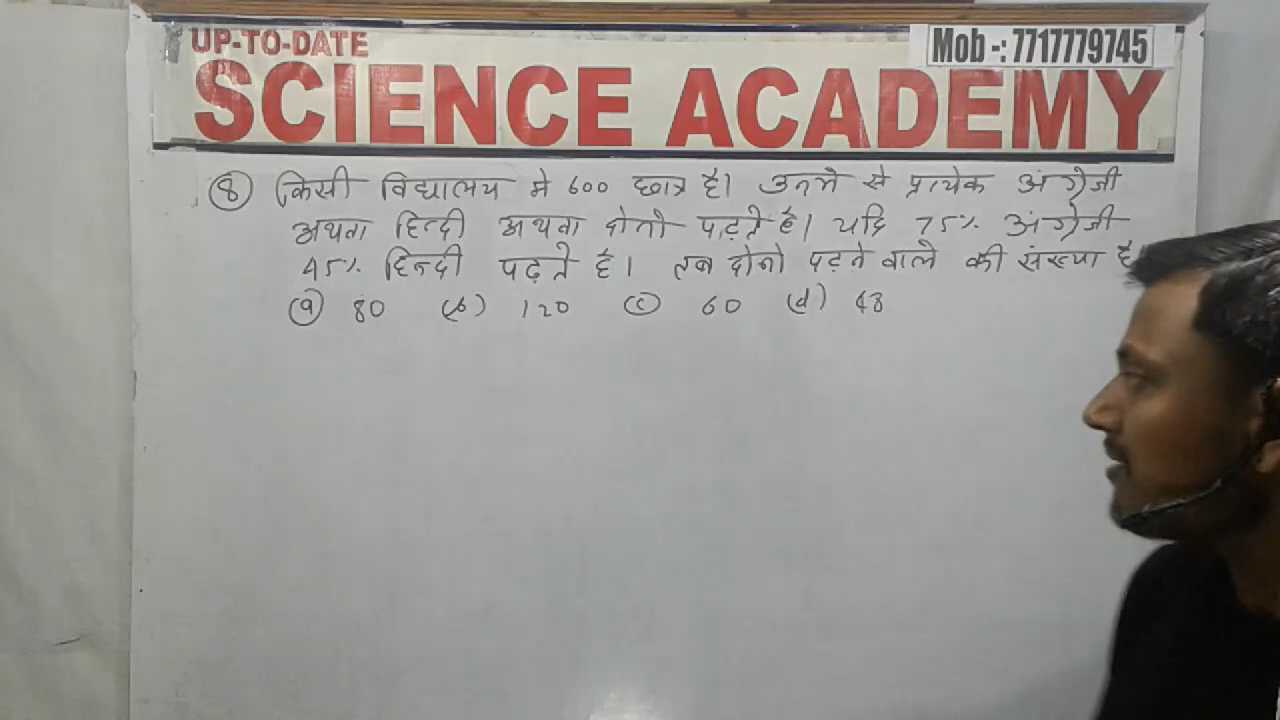 UP-TO-DATE
Mob -: 7717779745
SCIENCE ACADEMY
(8) किसी विद्यालय मे 600 छात्र है। उनमे से प्रत्येक अंग्रेजी
अथवा हिन्दी अथवा दोनो पढ़ते है। यदि 75% अंग्रेजी
45% हिन्दी पढ़ते है। तब दोनो पढ़ने वाले की संख्या है
(a) 80 (b) 120 (c) 60 (d) 48